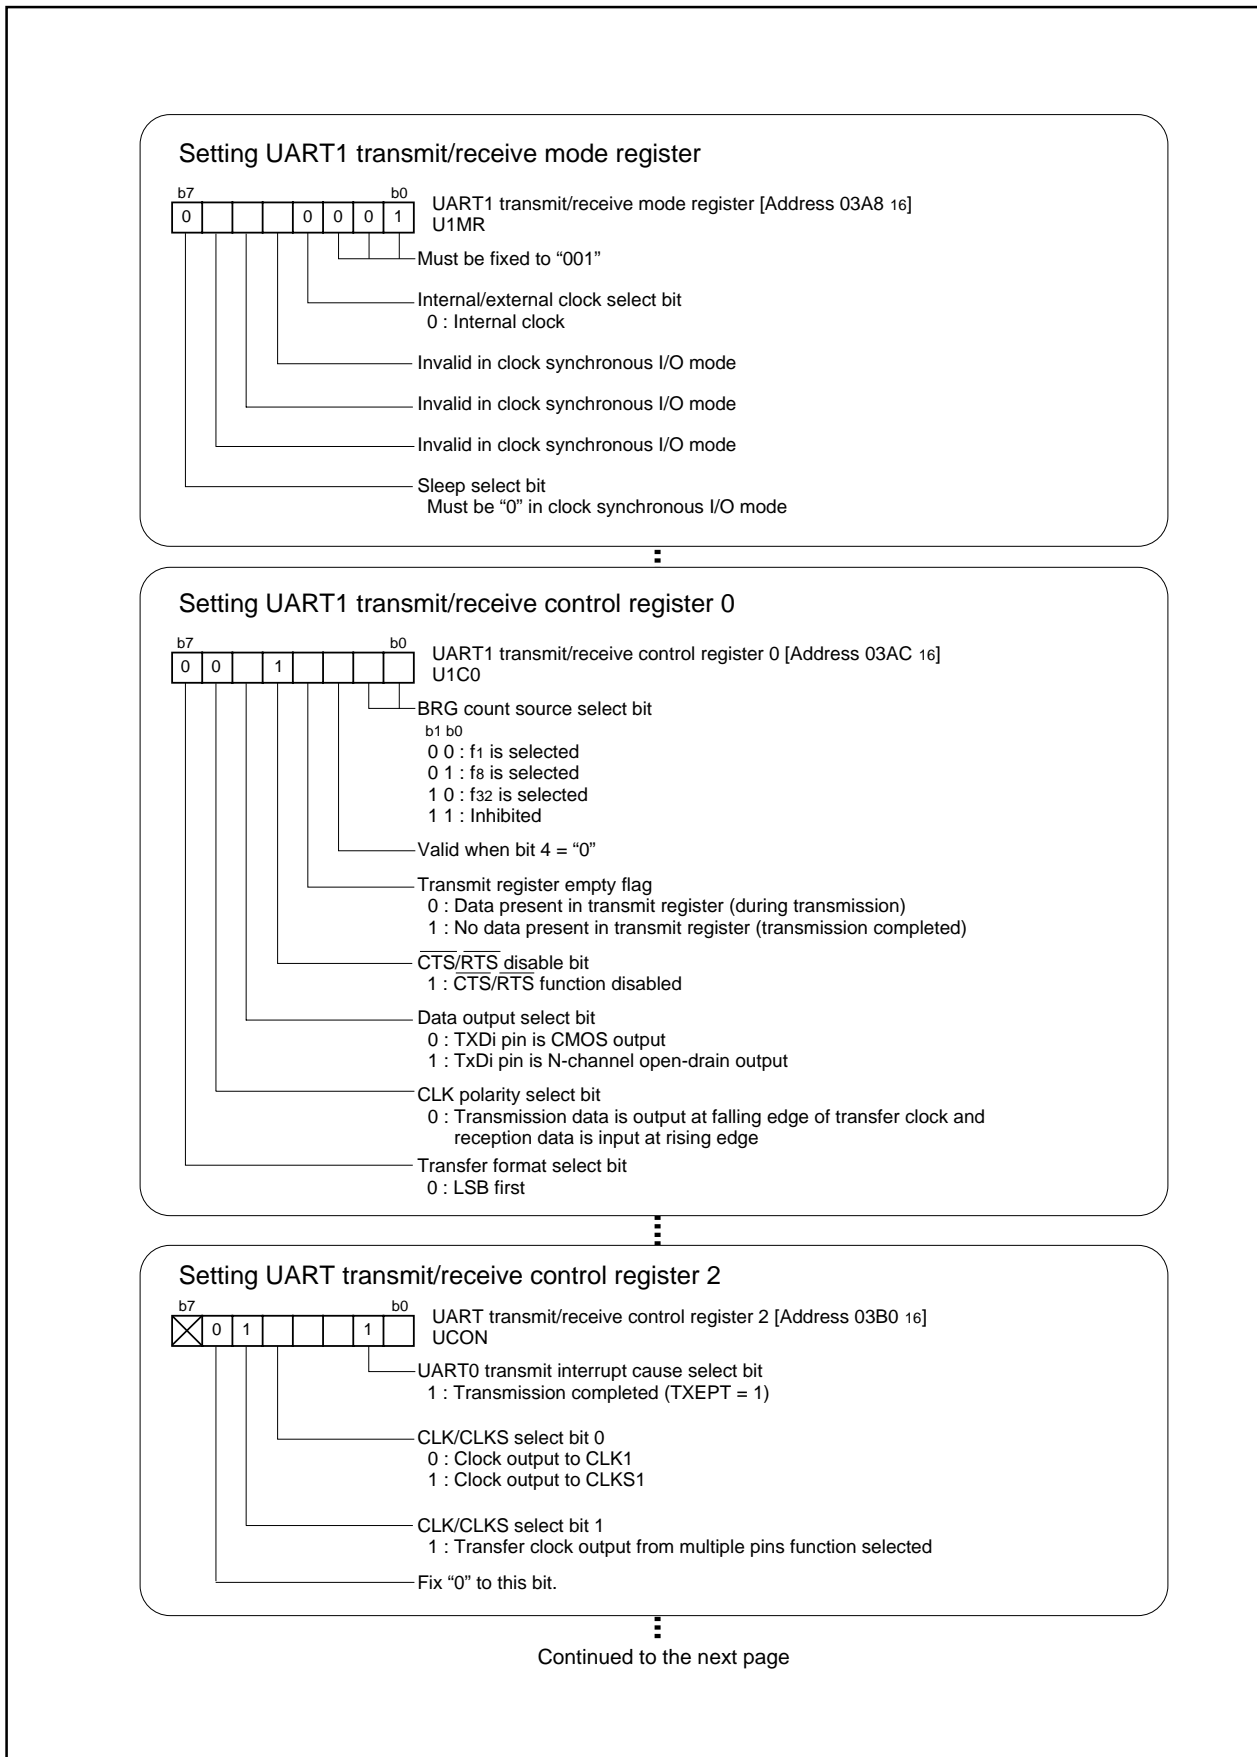 Setting UART1 transmit/receive mode register
b7 b0
0 0 0 0 1
UART1 transmit/receive mode register [Address 03A8 16]
U1MR
Must be fixed to “001”
Internal/external clock select bit
0 : Internal clock
Invalid in clock synchronous I/O mode
Invalid in clock synchronous I/O mode
Invalid in clock synchronous I/O mode
Sleep select bit
Must be “0” in clock synchronous I/O mode
Setting UART1 transmit/receive control register 0
b7 b0
0 0 1
UART1 transmit/receive control register 0 [Address 03AC 16]
U1C0
BRG count source select bit
b1 b0
0 0 : f1 is selected
0 1 : f8 is selected
1 0 : f32 is selected
1 1 : Inhibited
Valid when bit 4 = “0”
Transmit register empty flag
0 : Data present in transmit register (during transmission)
1 : No data present in transmit register (transmission completed)
CTS/RTS disable bit
1 : CTS/RTS function disabled
Data output select bit
0 : TXDi pin is CMOS output
1 : TxDi pin is N-channel open-drain output
CLK polarity select bit
0 : Transmission data is output at falling edge of transfer clock and
reception data is input at rising edge
Transfer format select bit
0 : LSB first
Setting UART transmit/receive control register 2
b7 b0
0 1 1
UART transmit/receive control register 2 [Address 03B0 16]
UCON
UART0 transmit interrupt cause select bit
1 : Transmission completed (TXEPT = 1)
CLK/CLKS select bit 0
0 : Clock output to CLK1
1 : Clock output to CLKS1
CLK/CLKS select bit 1
1 : Transfer clock output from multiple pins function selected
Fix “0” to this bit.
Continued to the next page